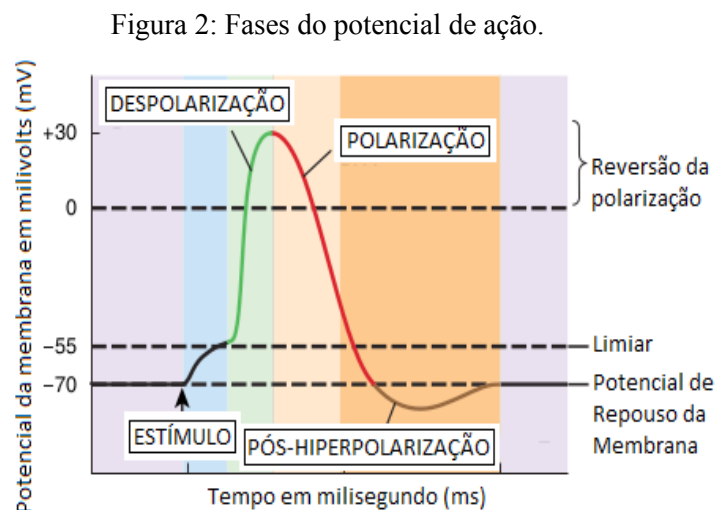 Figura 2: Fases do potencial de ação.
Potencial da membrana em milivolts (mV)
DESPOLARIZAÇÃO
+30
POLARIZAÇÃO
Reversão da
polarização
0
−55
Limiar
−70
Potencial de
Repouso da
Membrana
ESTÍMULO
PÓS-HIPERPOLARIZAÇÃO
Tempo em milisegundo (ms)